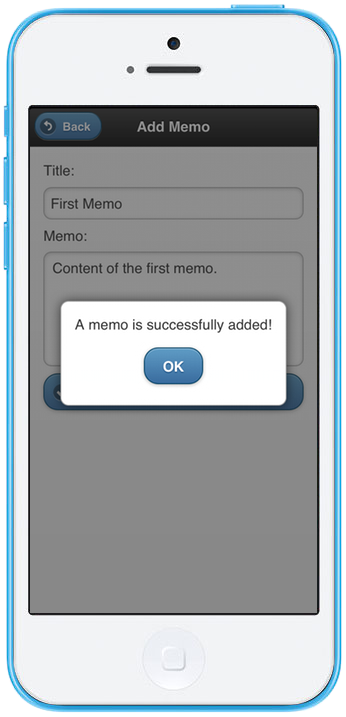 Back
Add Memo
Title:
First Memo
Memo:
Content of the first memo.
A memo is successfully added!
OK